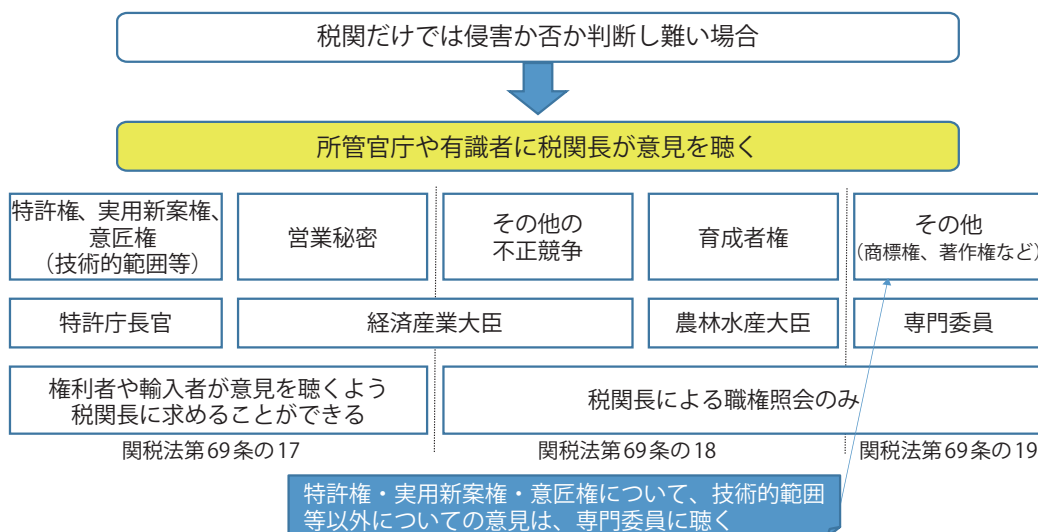 税関だけでは侵害か否か判断し難い場合
所管官庁や有識者に税関長が意見を聴く
特許権、実用新案権、
意匠権
（技術的範囲等）
営業秘密
その他の
不正競争
育成者権
その他
(商標権、著作権など)
特許庁長官
経済産業大臣
農林水産大臣
専門委員
権利者や輸入者が意見を聴くよう
税関長に求めることができる
税関長による職権照会のみ
関税法第69条の17
関税法第69条の18
関税法第69条の19
特許権・実用新案権・意匠権について、技術的範囲
等以外についての意見は、専門委員に聴く